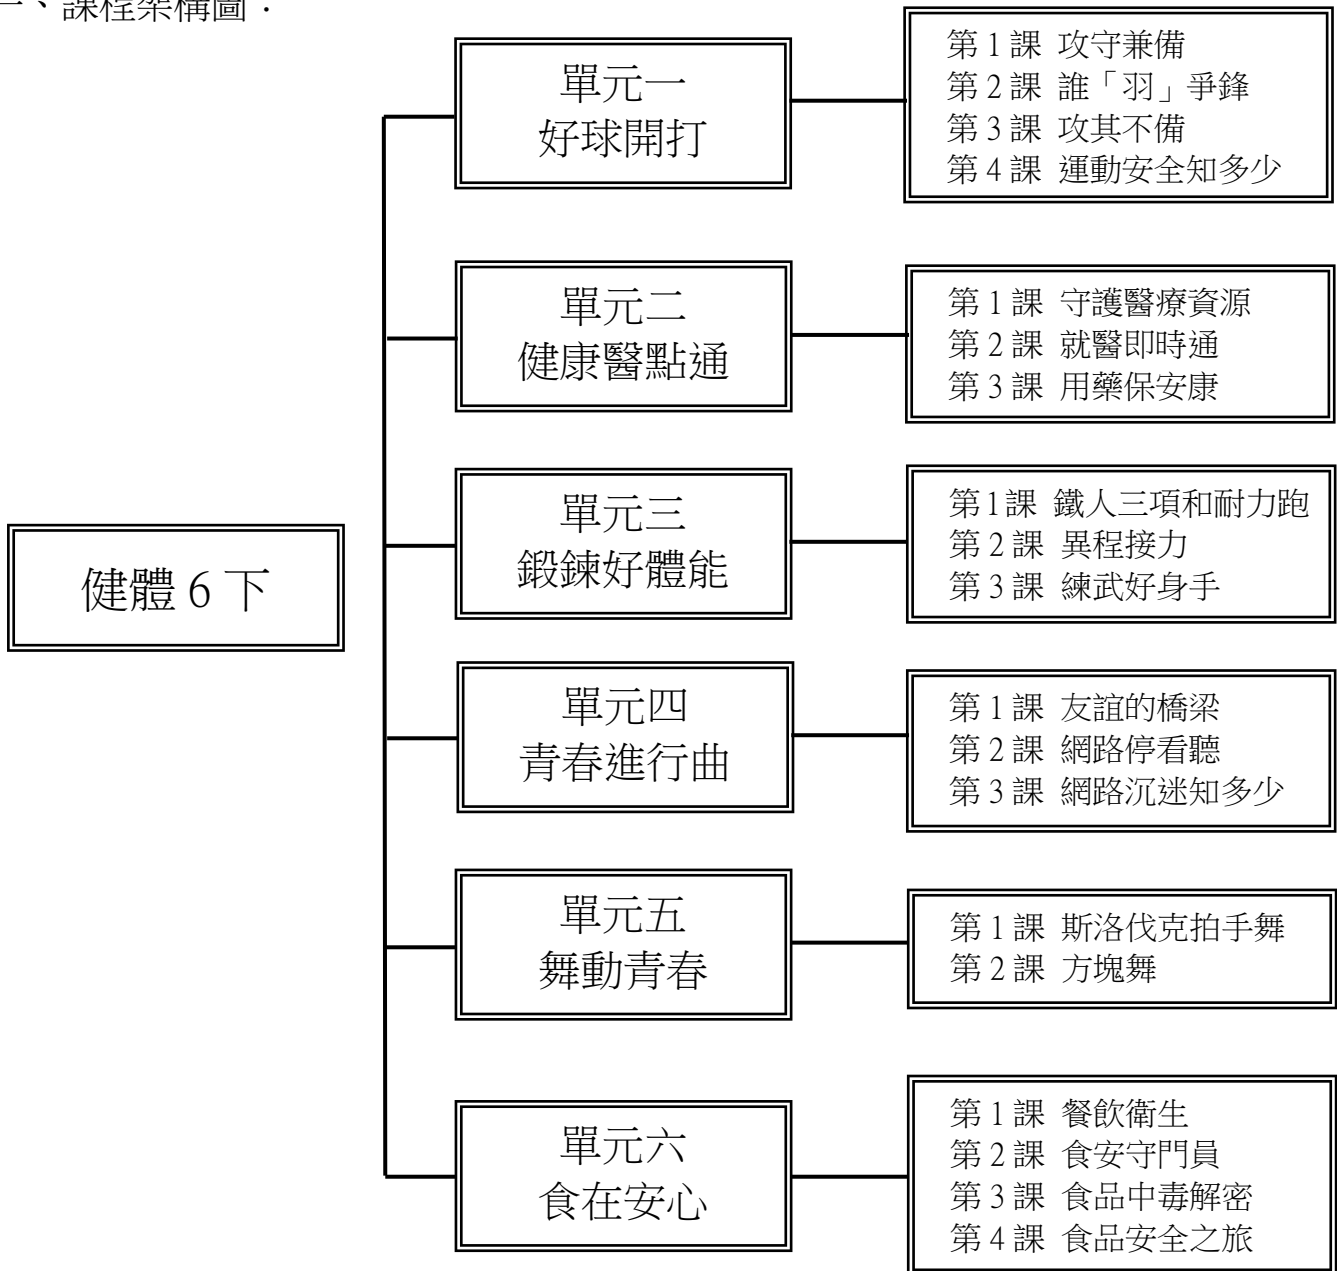 、課程架構圖：
健體 6 下
單元一
好球開打
第 1 課 攻守兼備
第 2 課 誰「羽」爭鋒
第 3 課 攻其不備
第 4 課 運動安全知多少
單元二
健康醫點通
第 1 課 守護醫療資源
第 2 課 就醫即時通
第 3 課 用藥保安康
單元三
鍛鍊好體能
第 1 課 鐵人三項和耐力跑
第 2 課 異程接力
第 3 課 練武好身手
單元四
青春進行曲
第 1 課 友誼的橋梁
第 2 課 網路停看聽
第 3 課 網路沉迷知多少
單元五
舞動青春
第 1 課 斯洛伐克拍手舞
第 2 課 方塊舞
單元六
食在安心
第 1 課 餐飲衛生
第 2 課 食安守門員
第 3 課 食品中毒解密
第 4 課 食品安全之旅